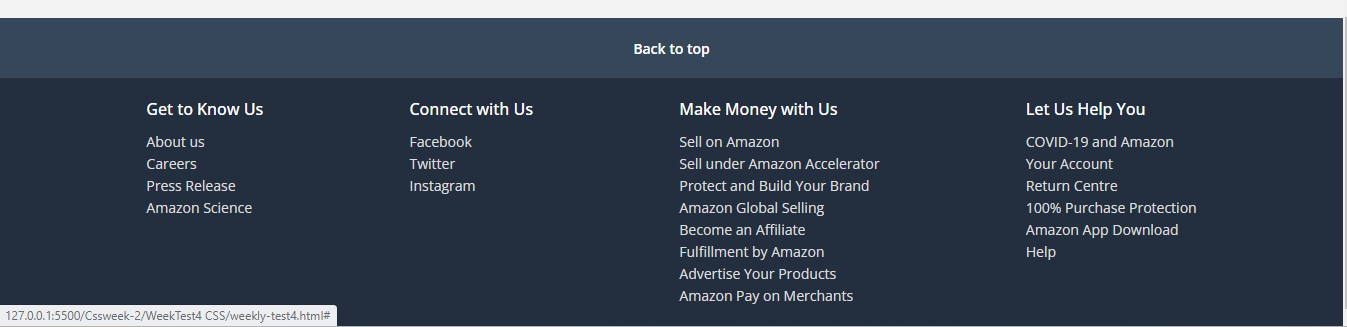 Back to top
Get to Know Us
About us
Careers
Press Release
Amazon Science
Connect with Us
Facebook
Twitter
Instagram
Make Money with Us
Sell on Amazon
Sell under Amazon Accelerator
Protect and Build Your Brand
Amazon Global Selling
Become an Affiliate
Fulfillment by Amazon
Advertise Your Products
Amazon Pay on Merchants
Let Us Help You
COVID-19 and Amazon
Your Account
Return Centre
100% Purchase Protection
Amazon App Download
Help
127.0.0.1:5500/Cssweek-2/WeekTest4 CSS/weekly-test4.html#